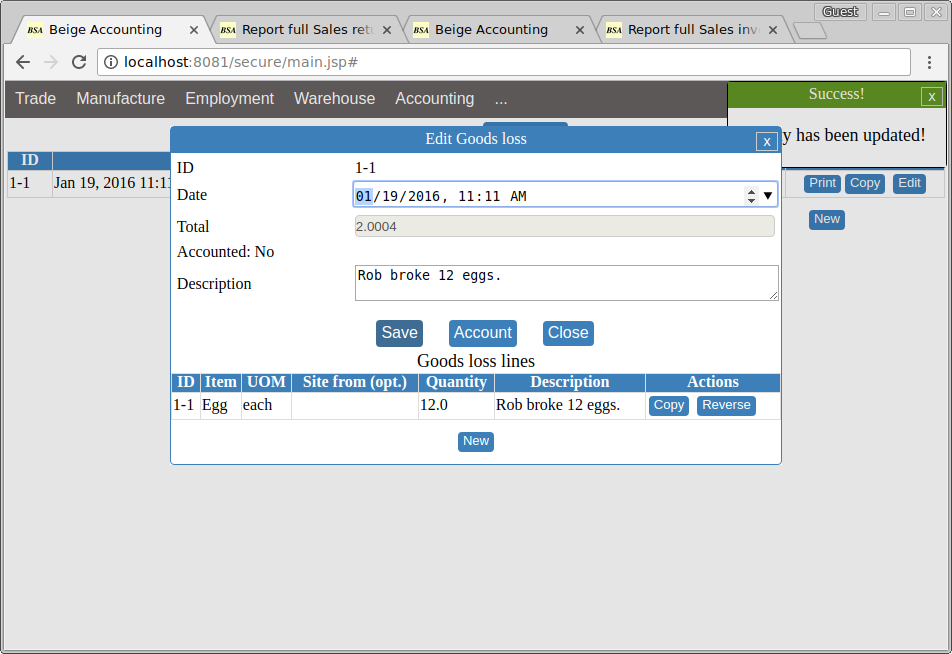 Guest
BSA Beige Accounting
BSA Report full Sales ret
BSA Beige Accounting
BSA Report full Sales inv
localhost:8081/secure/main.jsp#
Trade Manufacture Employment Warehouse Accounting ...
Success!
x
y has been updated!
ID
1-1 Jan 19, 2016 11:11
Print Copy Edit
New
Edit Goods loss
x
ID 1-1
Date 01/19/2016, 11:11 AM
Total 2.0004
Accounted: No
Description Rob broke 12 eggs.
Save Account Close
Goods loss lines
ID Item UOM Site from (opt.) Quantity Description Actions
1-1 Egg each 12.0 Rob broke 12 eggs. Copy Reverse
New